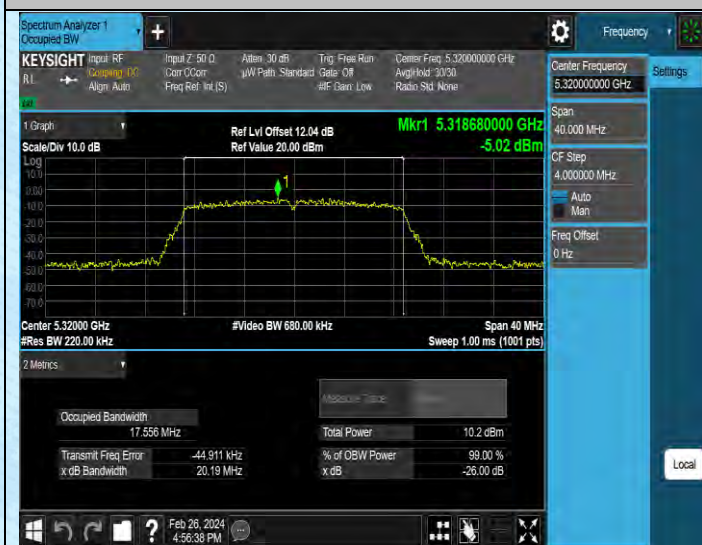 Spectrum Analyzer 1
Occupied BW
+
Frequency
KEYSIGHT
RL
Input: RF
Coupling: DC
Align: Auto
Input Z: 50 Ω
Corr CCorr
Freq Ref: Int (S)
Atten: 30 dB
µW Path: Standard
Trig: Free Run
Gate: Off
#IF Gain: Low
Center Freq: 5.320000000 GHz
Avg|Hold: 30/30
Radio Std: None
1 Graph
Scale/Div 10.0 dB
Ref Lvl Offset 12.04 dB
Ref Value 20.00 dBm
Mkr1 5.318680000 GHz
-5.02 dBm
Log
10.0
0.00
-10.0
-20.0
-30.0
-40.0
-50.0
-60.0
-70.0
1
Center 5.32000 GHz
#Res BW 220.00 kHz
#Video BW 680.00 kHz
Span 40 MHz
Sweep 1.00 ms (1001 pts)
2 Metrics
Measure Trace
Occupied Bandwidth
17.556 MHz
Total Power 10.2 dBm
Transmit Freq Error -44.911 kHz
% of OBW Power 99.00 %
x dB Bandwidth 20.19 MHz
x dB -26.00 dB
Center Frequency
5.320000000 GHz
Settings
Span
40.000 MHz
CF Step
4.000000 MHz
Auto
Man
Freq Offset
0 Hz
Local
?
Feb 26, 2024
4:56:38 PM